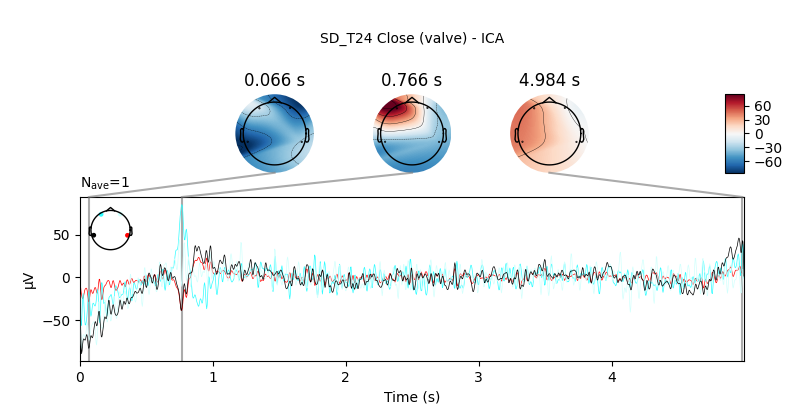 SD_T24 Close (valve) - ICA
0.066 s 0.766 s 4.984 s
60
30
0
−30
−60
Nave=1
50
0
−50
µV
0 1 2 3 4
Time (s)